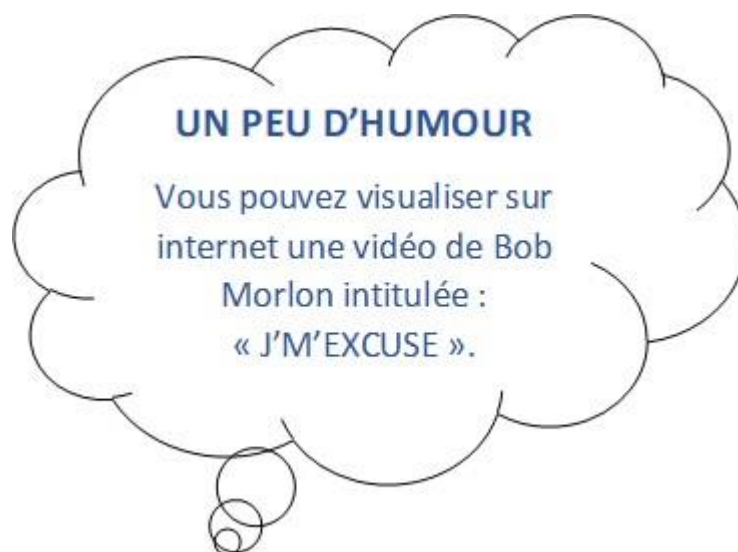 UN PEU D’HUMOUR
Vous pouvez visualiser sur
internet une vidéo de Bob
Morlon intitulée :
« J’M’EXCUSE ».